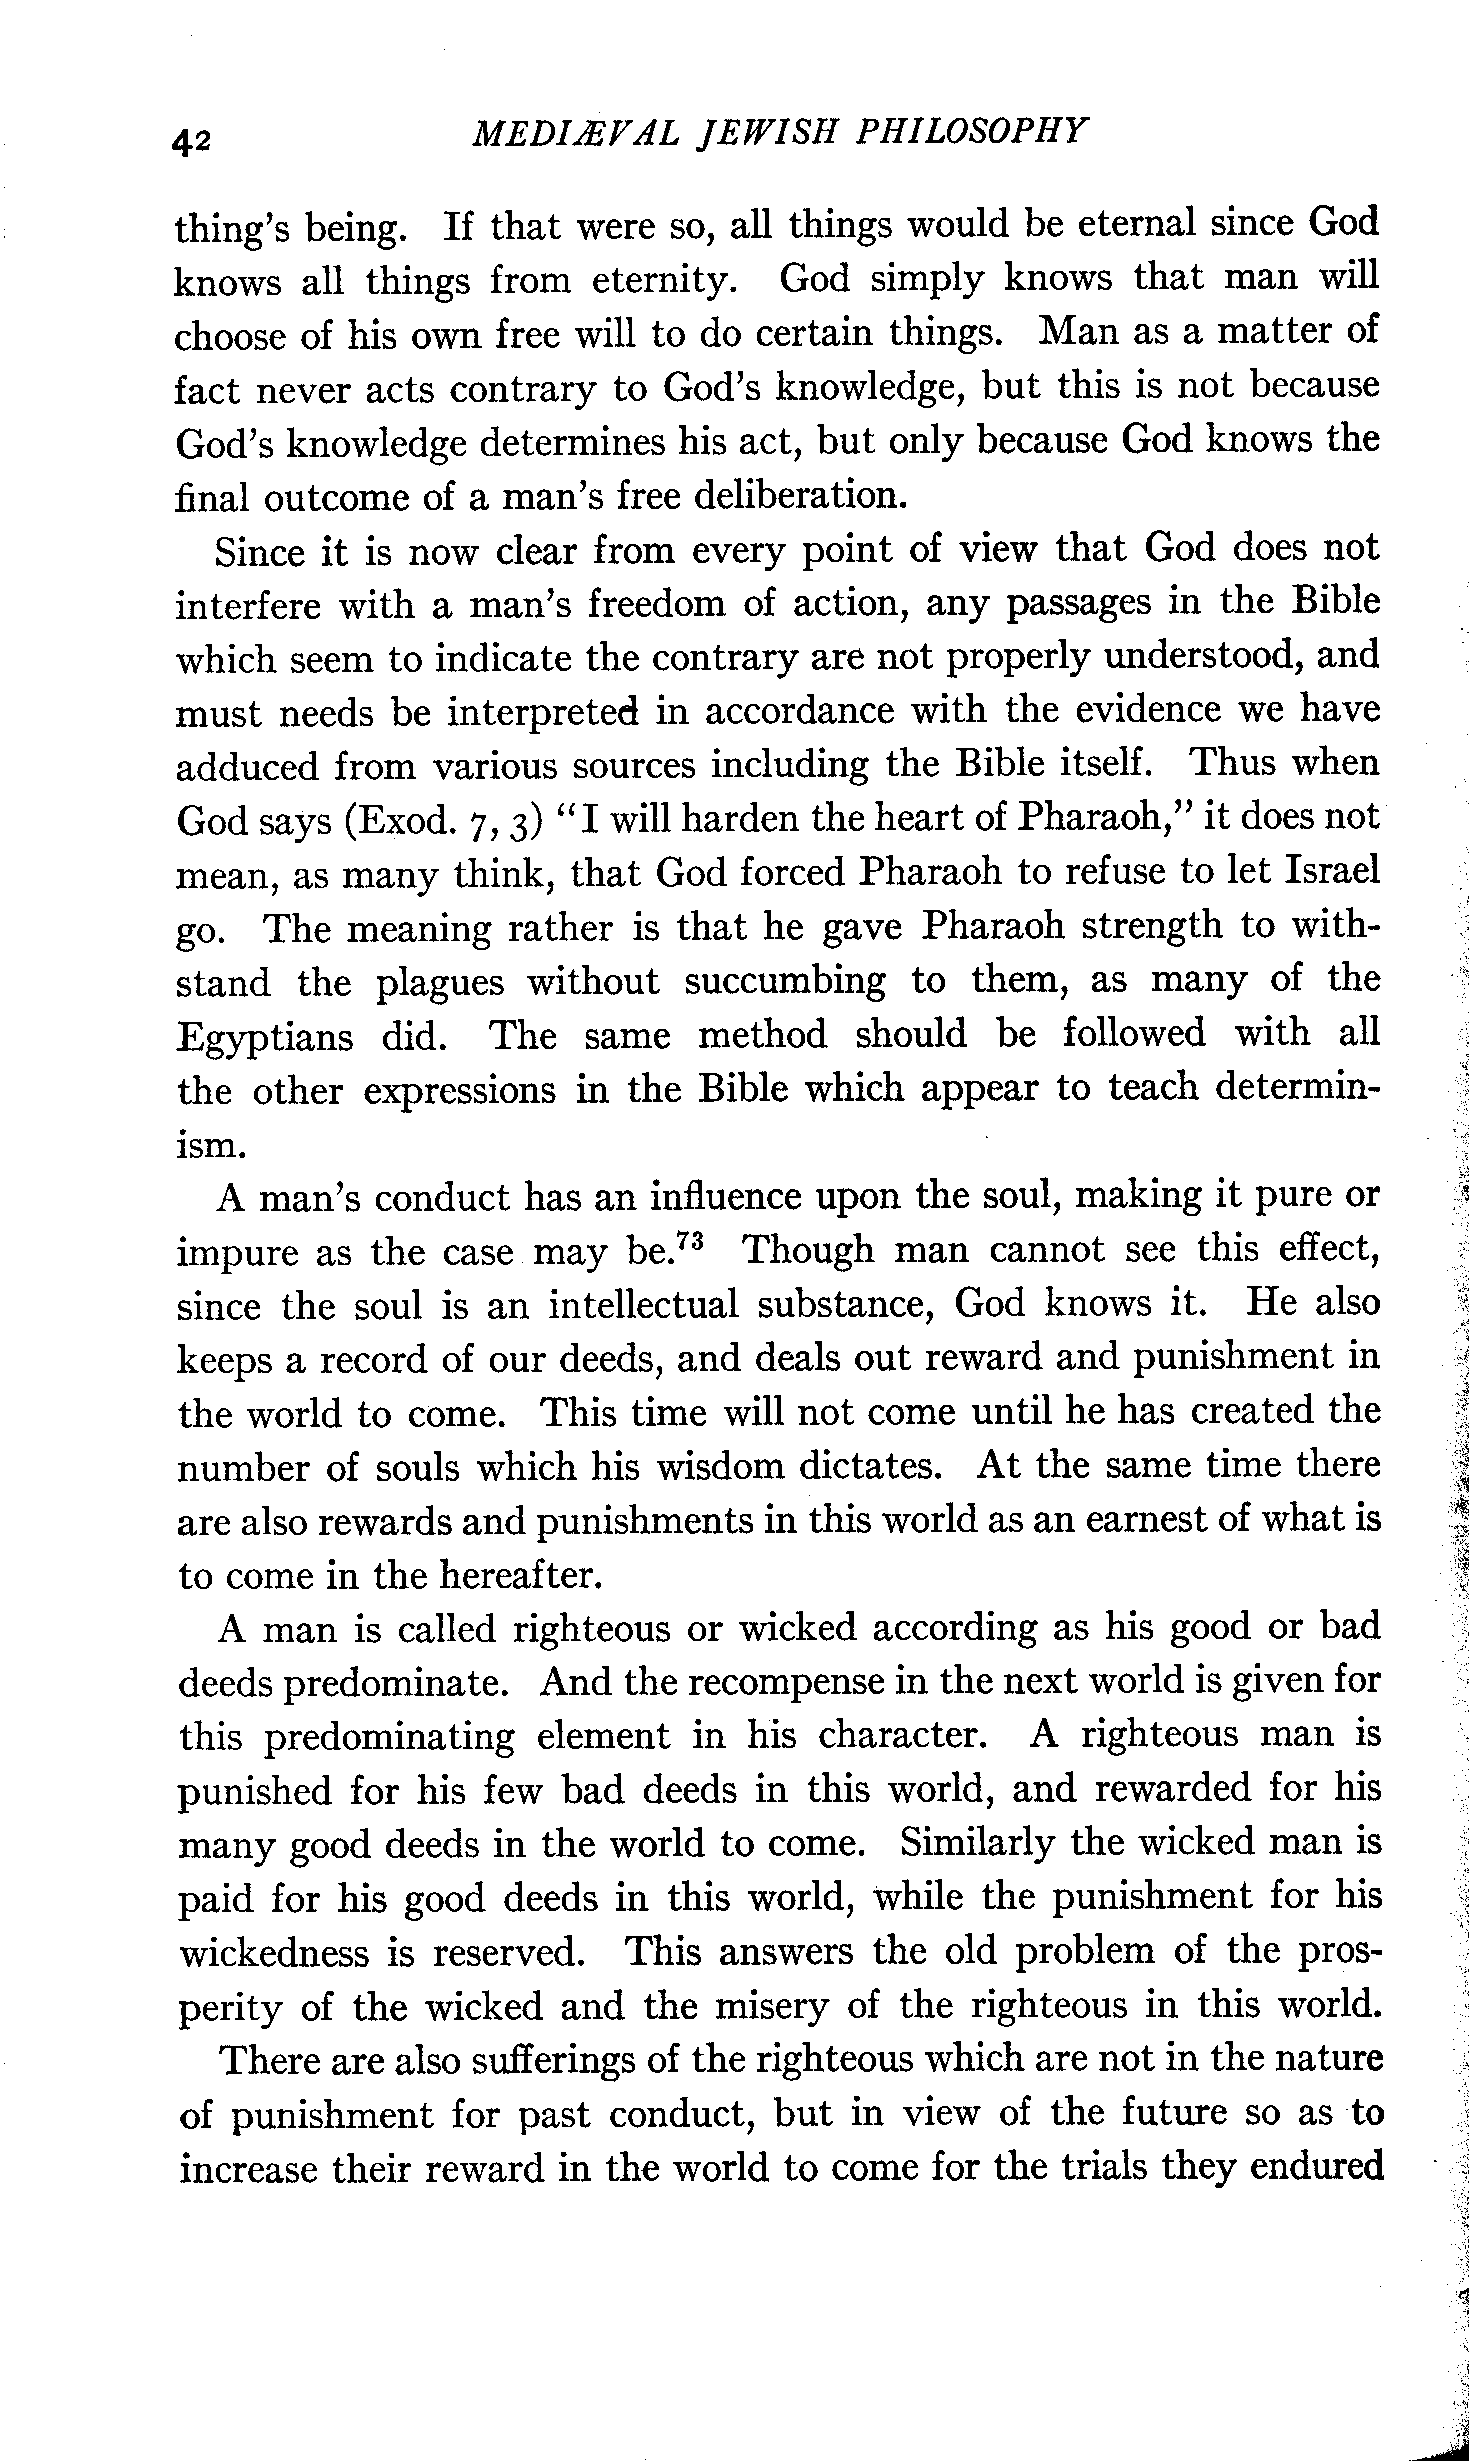 42 MEDIÆVAL JEWISH PHILOSOPHY
thing's being. If that were so, all things would be eternal since God
knows all things from eternity. God simply knows that man will
choose of his own free will to do certain things. Man as a matter of
fact never acts contrary to God's knowledge, but this is not because
God's knowledge determines his act, but only because God knows the
final outcome of a man's free deliberation.
Since it is now clear from every point of view that God does not
interfere with a man's freedom of action, any passages in the Bible
which seem to indicate the contrary are not properly understood, and
must needs be interpreted in accordance with the evidence we have
adduced from various sources including the Bible itself. Thus when
God says (Exod. 7, 3) “I will harden the heart of Pharaoh,” it does not
mean, as many think, that God forced Pharaoh to refuse to let Israel
go. The meaning rather is that he gave Pharaoh strength to with-
stand the plagues without succumbing to them, as many of the
Egyptians did. The same method should be followed with all
the other expressions in the Bible which appear to teach determin-
ism.
A man's conduct has an influence upon the soul, making it pure or
impure as the case may be.⁷³ Though man cannot see this effect,
since the soul is an intellectual substance, God knows it. He also
keeps a record of our deeds, and deals out reward and punishment in
the world to come. This time will not come until he has created the
number of souls which his wisdom dictates. At the same time there
are also rewards and punishments in this world as an earnest of what is
to come in the hereafter.
A man is called righteous or wicked according as his good or bad
deeds predominate. And the recompense in the next world is given for
this predominating element in his character. A righteous man is
punished for his few bad deeds in this world, and rewarded for his
many good deeds in the world to come. Similarly the wicked man is
paid for his good deeds in this world, while the punishment for his
wickedness is reserved. This answers the old problem of the pros-
perity of the wicked and the misery of the righteous in this world.
There are also sufferings of the righteous which are not in the nature
of punishment for past conduct, but in view of the future so as to
increase their reward in the world to come for the trials they endured